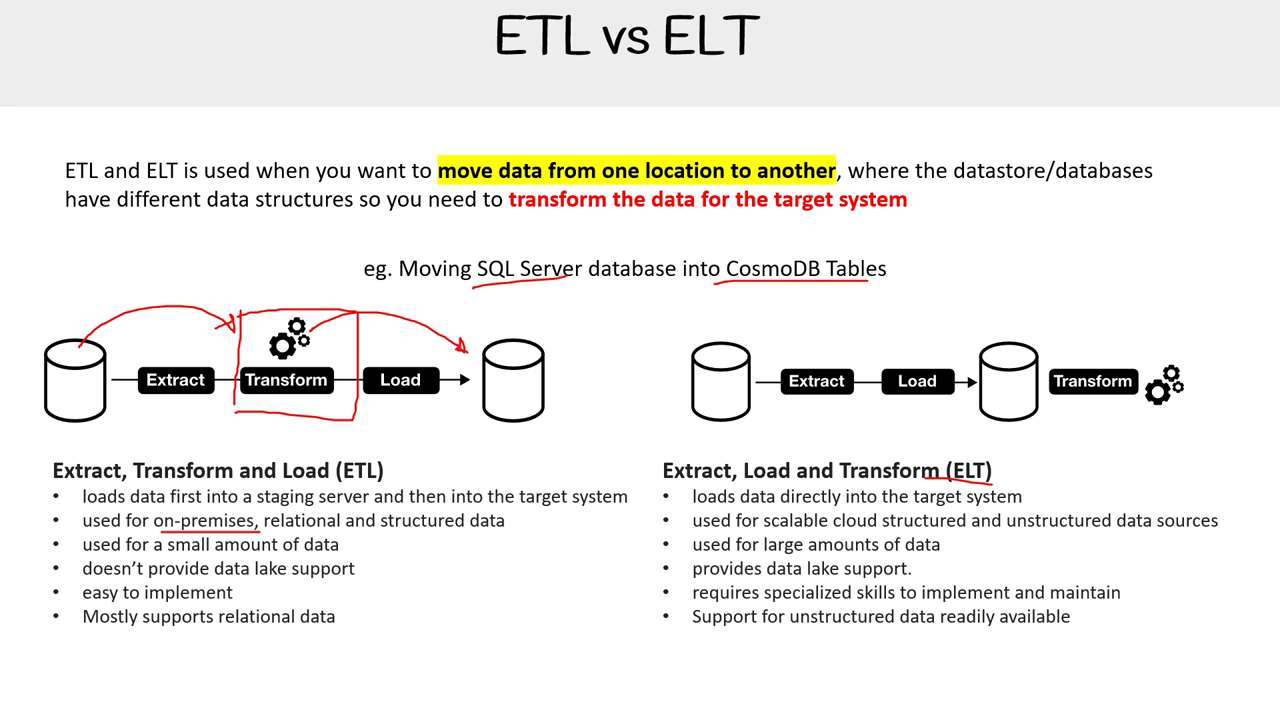 ETL vs ELT
ETL and ELT is used when you want to move data from one location to another, where the datastore/databases
have different data structures so you need to transform the data for the target system
eg. Moving SQL Server database into CosmoDB Tables
Extract Transform Load
Extract Load Transform
Extract, Transform and Load (ETL)
• loads data first into a staging server and then into the target system
• used for on-premises, relational and structured data
• used for a small amount of data
• doesn’t provide data lake support
• easy to implement
• Mostly supports relational data
Extract, Load and Transform (ELT)
• loads data directly into the target system
• used for scalable cloud structured and unstructured data sources
• used for large amounts of data
• provides data lake support.
• requires specialized skills to implement and maintain
• Support for unstructured data readily available